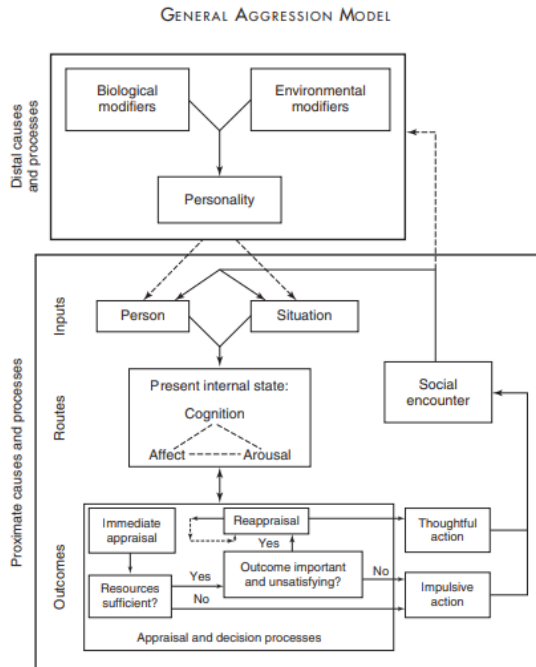 GENERAL AGGRESSION MODEL
Distal causes
and processes
Biological
modifiers
Environmental
modifiers
Personality
Proximate causes and processes
Inputs
Person
Situation
Routes
Present internal state:
Cognition
Affect
Arousal
Social
encounter
Outcomes
Immediate
appraisal
Reappraisal
Thoughtful
action
Yes
Resources
sufficient?
Yes
No
Outcome important
and unsatisfying?
No
Impulsive
action
Appraisal and decision processes